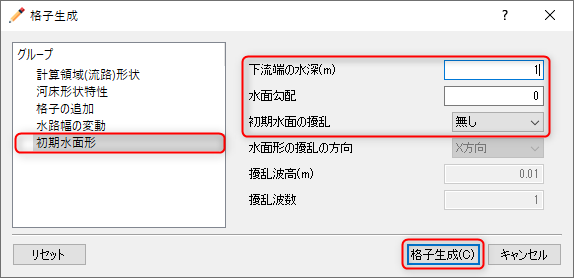 格子生成
?
グループ
計算領域(流路)形状
河床形状特性
格子の追加
水路幅の変動
初期水面形
下流端の水深(m) 1
水面勾配 0
初期水面の擾乱 無し
水面形の擾乱の方向 X方向
擾乱波高(m) 0.01
擾乱波数 1
リセット 格子生成(C) キャンセル